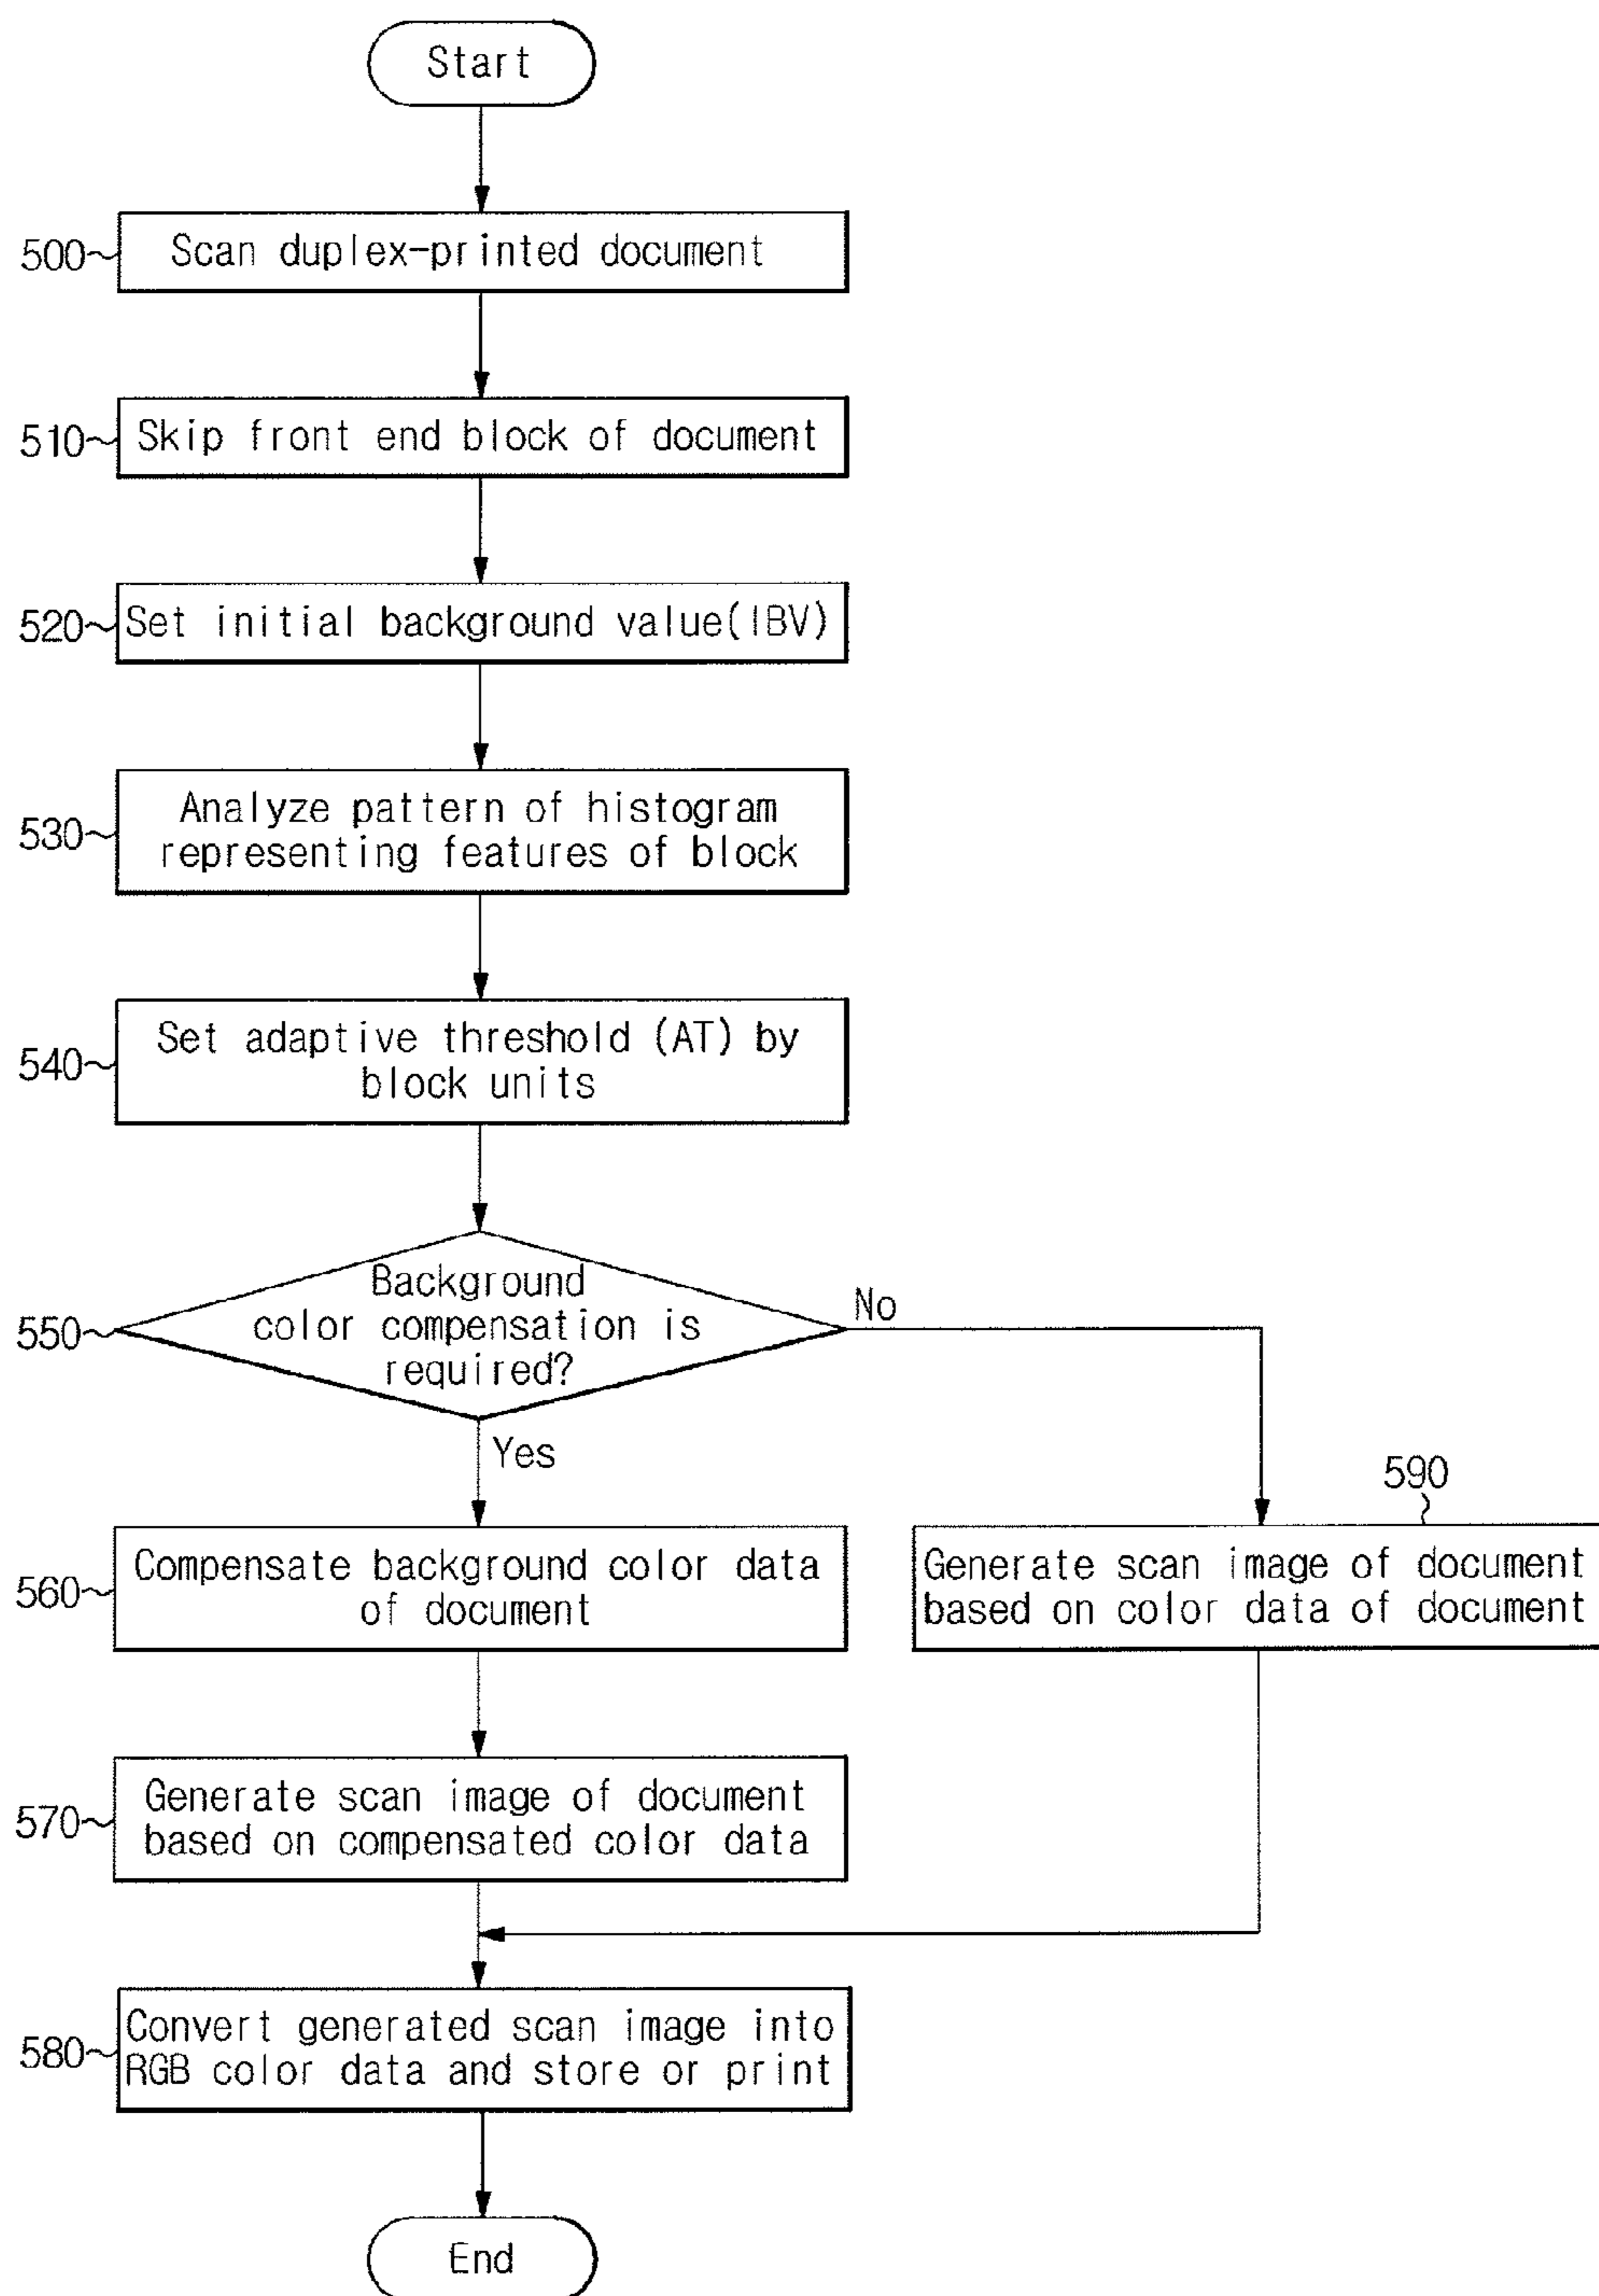 Start
500
Scan duplex-printed document
510
Skip front end block of document
520
Set initial background value(IBV)
530
Analyze pattern of histogram
representing features of block
540
Set adaptive threshold (AT) by
block units
550
Background
color compensation is
required?
No
Yes
560
Compensate background color data
of document
590
Generate scan image of document
based on color data of document
570
Generate scan image of document
based on compensated color data
580
Convert generated scan image into
RGB color data and store or print
End